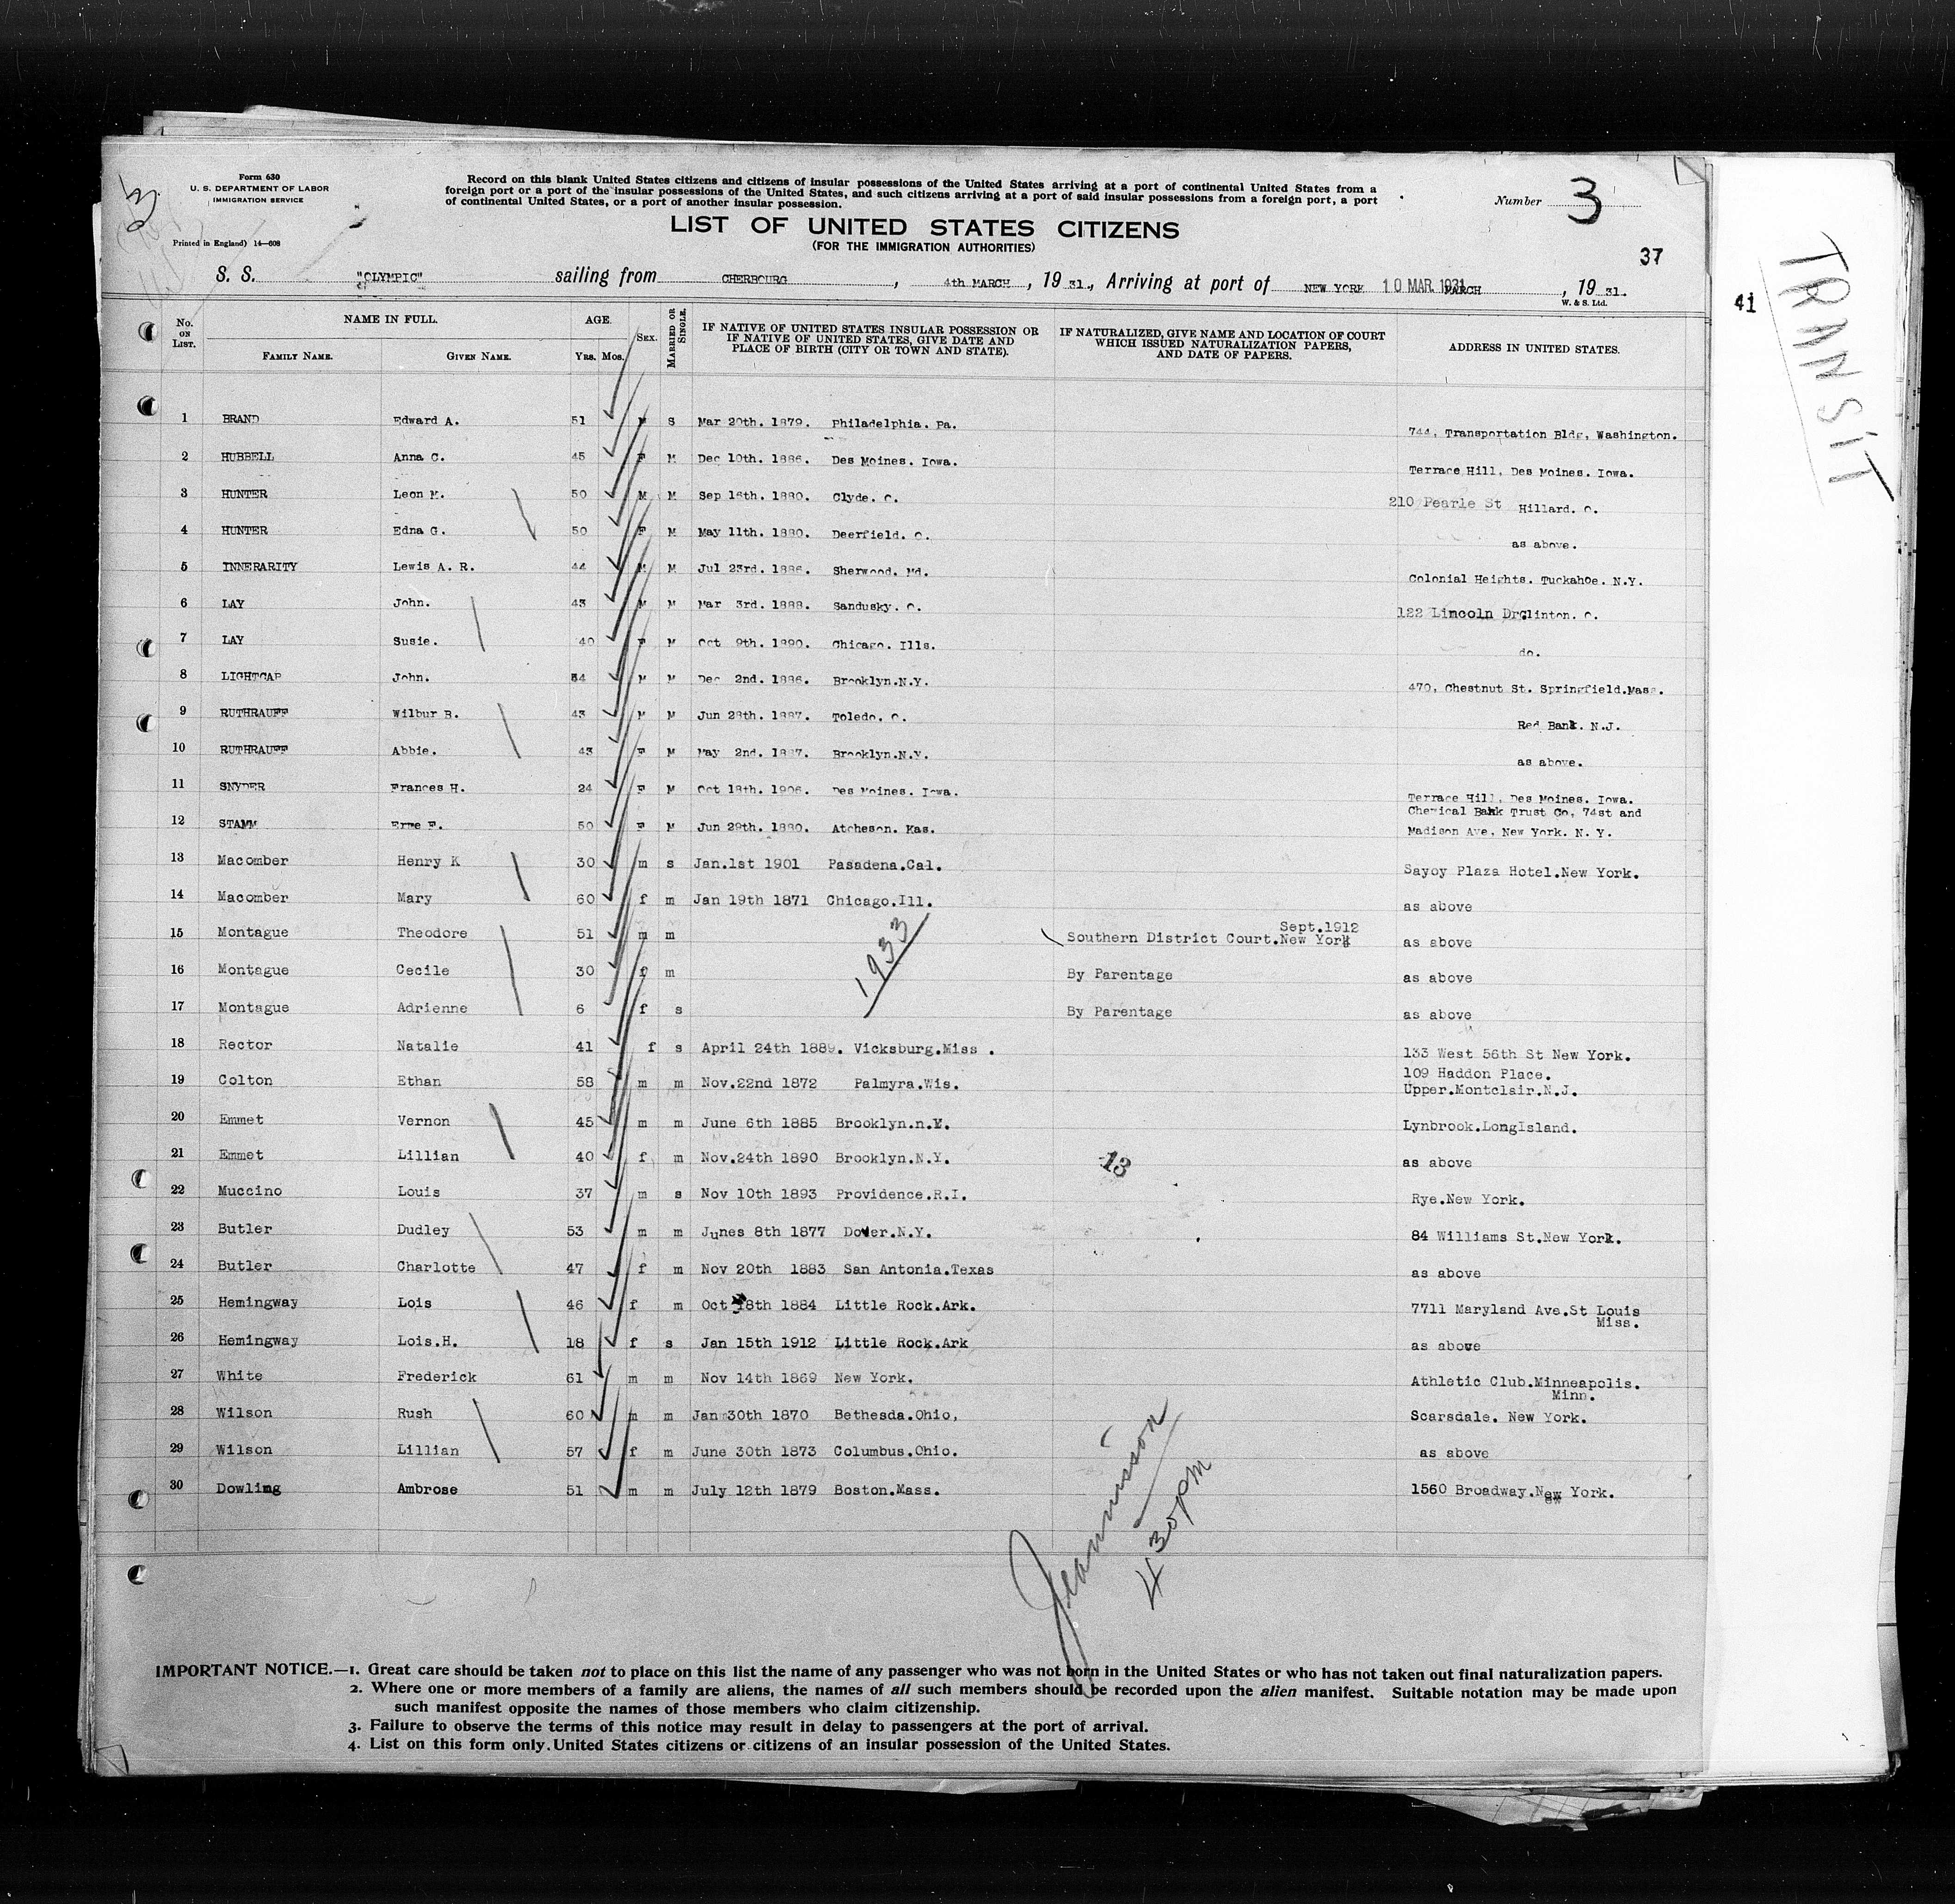 Form 630
U. S. DEPARTMENT OF LABOR
IMMIGRATION SERVICE
Printed in England) 14—608
Record on this blank United States citizens and citizens of insular possessions of the United States arriving at a port of continental United States from a
foreign port or a port of the insular possessions of the United States, and such citizens arriving at a port of said insular possessions from a foreign port, a port
of continental United States, or a port of another insular possession.
Number 3
LIST OF UNITED STATES CITIZENS
(FOR THE IMMIGRATION AUTHORITIES)
37
S. S. "OLYMPIC" sailing from CHERBOURG, 4th MARCH, 19 31., Arriving at port of NEW YORK 10 MAR 1931 MARCH, 19 31.
W. & S. Ltd.
41
TRANSIT
No. ON LIST. NAME IN FULL. AGE. SEX. MARRIED OR SINGLE. IF NATIVE OF UNITED STATES INSULAR POSSESSION OR IF NATIVE OF UNITED STATES, GIVE DATE AND PLACE OF BIRTH (CITY OR TOWN AND STATE). IF NATURALIZED, GIVE NAME AND LOCATION OF COURT WHICH ISSUED NATURALIZATION PAPERS, AND DATE OF PAPERS. ADDRESS IN UNITED STATES.
FAMILY NAME. GIVEN NAME. YRS. MOS.
1 BRAND Edward A. 51 M S Mar 20th. 1879. Philadelphia. Pa. 744, Transportation Bldg, Washington.
2 HUBBELL Anna C. 45 F M Dec 10th. 1886. Des Moines. Iowa. Terrace Hill, Des Moines. Iowa.
3 HUNTER Leon M. 50 M M Sep 16th. 1880. Clyde. O. 210 Pearle St Hillard. O.
4 HUNTER Edna G. 50 F M May 11th. 1880. Deerfield. O. as above.
5 INNERARITY Lewis A. R. 44 M M Jul 23rd. 1886. Sherwood. Md. Colonial Heights. Tuckahoe. N.Y.
6 LAY John. 43 M M Mar 3rd. 1888. Sandusky. O. 122 Lincoln Dr Clinton. O.
7 LAY Susie. 40 F M Oct 9th. 1890. Chicago. Ills. do.
8 LIGHTCAP John. 54 M M Dec 2nd. 1886. Brooklyn.N.Y. 470, Chestnut St. Springfield.Mass.
9 RUTHRAUFF Wilbur B. 43 M M Jun 28th. 1887. Toledo. O. Red Bank. N.J.
10 RUTHRAUFF Abbie. 43 F M May 2nd. 1887. Brooklyn.N.Y. as above.
11 SNYDER Frances H. 24 F M Oct 18th. 1906. Des Moines. Iowa. Terrace Hill, Des Moines. Iowa.
12 STAMM 50 F M Jun 29th. 1880. Atcheson. Kas. Chemical Bank Trust Co, 74st and
Madison Ave, New York. N. Y.
13 Macomber Henry K 30 m s Jan.1st 1901 Pasadena.Cal. Sayoy Plaza Hotel.New York.
14 Macomber Mary 60 f m Jan 19th 1871 Chicago.Ill. as above
15 Montague Theodore 51 m m 1933 Southern District Court.New York Sept.1912 as above
16 Montague Cecile 30 f m By Parentage as above
17 Montague Adrienne 6 f s By Parentage as above
18 Rector Natalie 41 f s April 24th 1889. Vicksburg.Miss . 133 West 56th St New York.
19 Colton Ethan 58 m m Nov.22nd 1872 Palmyra.Wis. 109 Haddon Place.
Upper.Montclair.N.J.
20 Emmet Vernon 45 m m June 6th 1885 Brooklyn.n.Y. Lynbrook.LongIsland.
21 Emmet Lillian 40 f m Nov.24th 1890 Brooklyn.N.Y. 13 as above
22 Muccino Louis 37 m s Nov 10th 1893 Providence.R.I. Rye.New York.
23 Butler Dudley 53 m m Junes 8th 1877 Dover.N.Y. 84 Williams St.New York.
24 Butler Charlotte 47 f m Nov 20th 1883 San Antonia.Texas as above
25 Hemingway Lois 46 f m Oct 18th 1884 Little Rock.Ark. 7711 Maryland Ave.St Louis
Miss.
26 Hemingway Lois.H. 18 f s Jan 15th 1912 Little Rock.Ark as above
27 White Frederick 61 m m Nov 14th 1869 New York. Athletic Club.Minneapolis.
Minn.
28 Wilson Rush 60 m m Jan 30th 1870 Bethesda.Ohio, Scarsdale. New York.
29 Wilson Lillian 57 f m June 30th 1873 Columbus.Ohio. as above
30 Dowling Ambrose 51 m m July 12th 1879 Boston.Mass. 1560 Broadway.New York.
430pm
IMPORTANT NOTICE.—1. Great care should be taken not to place on this list the name of any passenger who was not born in the United States or who has not taken out final naturalization papers.
2. Where one or more members of a family are aliens, the names of all such members should be recorded upon the alien manifest. Suitable notation may be made upon
such manifest opposite the names of those members who claim citizenship.
3. Failure to observe the terms of this notice may result in delay to passengers at the port of arrival.
4. List on this form only United States citizens or citizens of an insular possession of the United States.